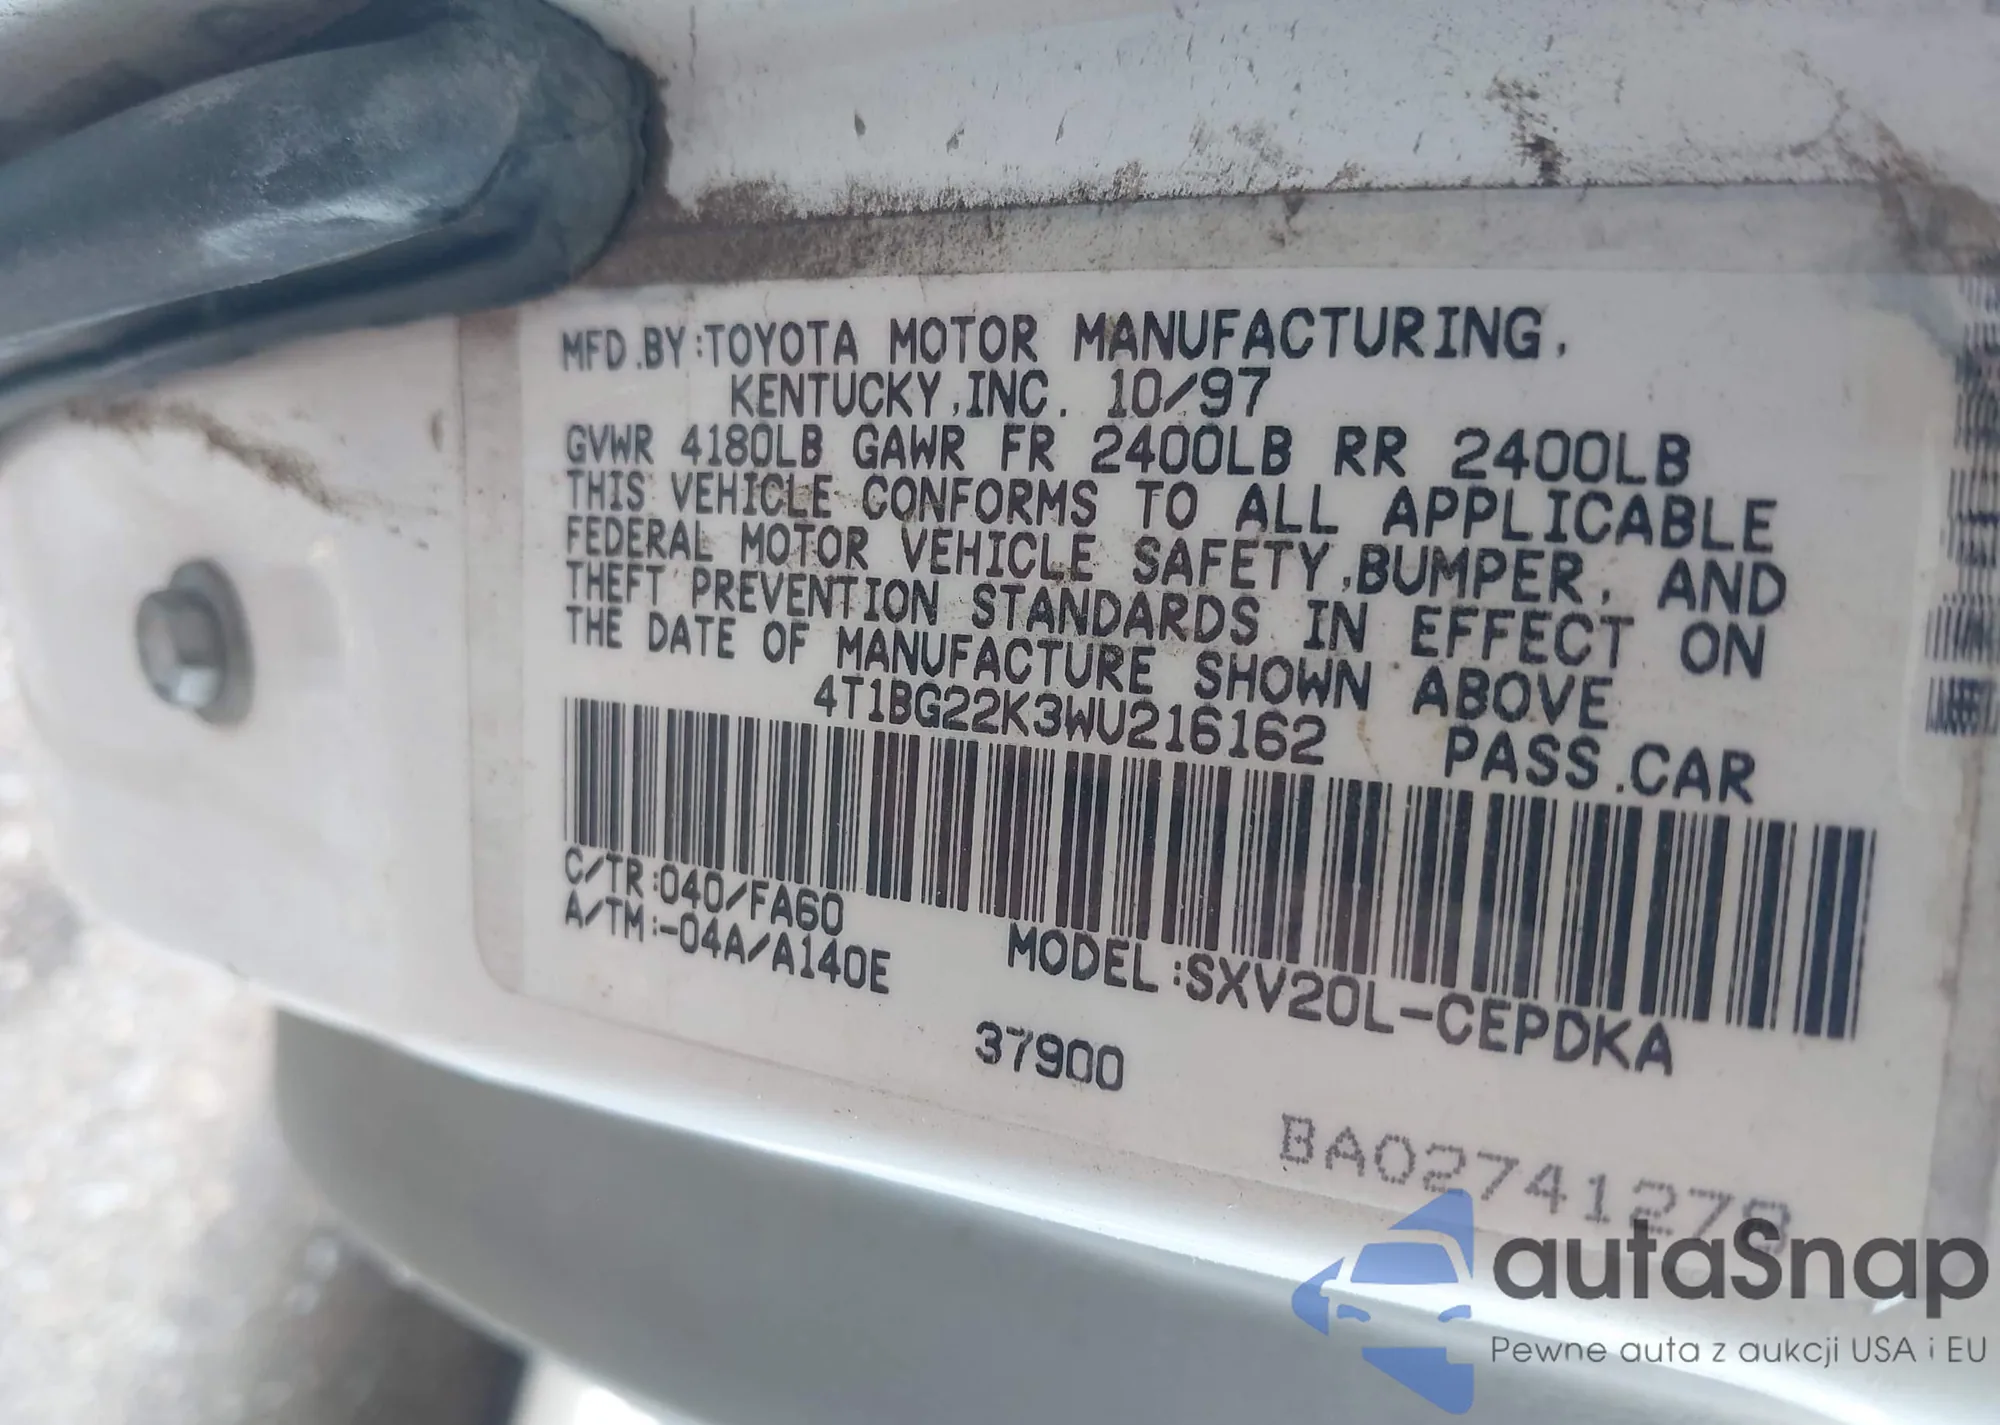 MFD.BY:TOYOTA MOTOR MANUFACTURING,
KENTUCKY,INC. 10/97
GVWR 4180LB GAWR FR 2400LB RR 2400LB
THIS VEHICLE CONFORMS TO ALL APPLICABLE
FEDERAL MOTOR VEHICLE SAFETY,BUMPER, AND
THEFT PREVENTION STANDARDS IN EFFECT ON
THE DATE OF MANUFACTURE SHOWN ABOVE
4T1BG22K3WU216162 PASS.CAR
C/TR:040/FA60
A/TM:-04A/A140E
MODEL:SXV20L-CEPDKA
37900
BA02741278
autaSnap
Pewne auta z aukcji USA i EU